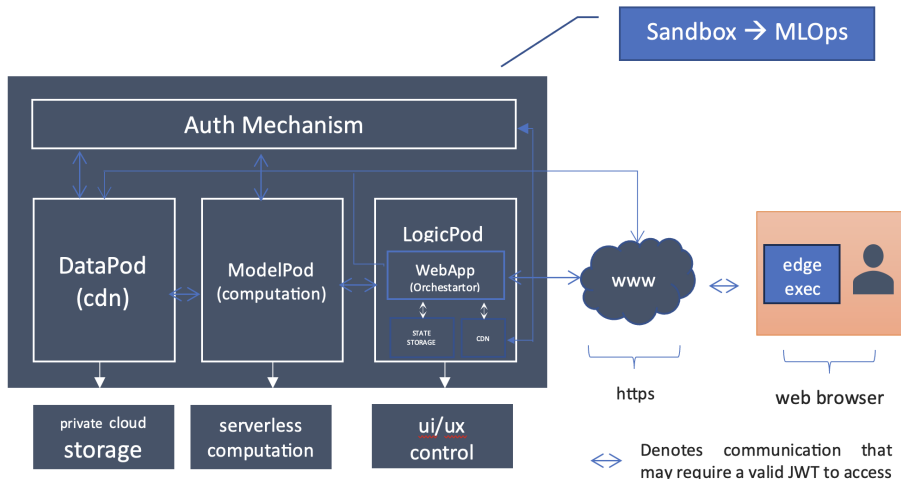 Sandbox → MLOps
Auth Mechanism
DataPod
(cdn)
ModelPod
(computation)
LogicPod
WebApp
(Orchestartor)
STATE
STORAGE
CDN
www
edge
exec
private cloud
storage
serverless
computation
ui/ux
control
https
web browser
Denotes communication that
may require a valid JWT to access